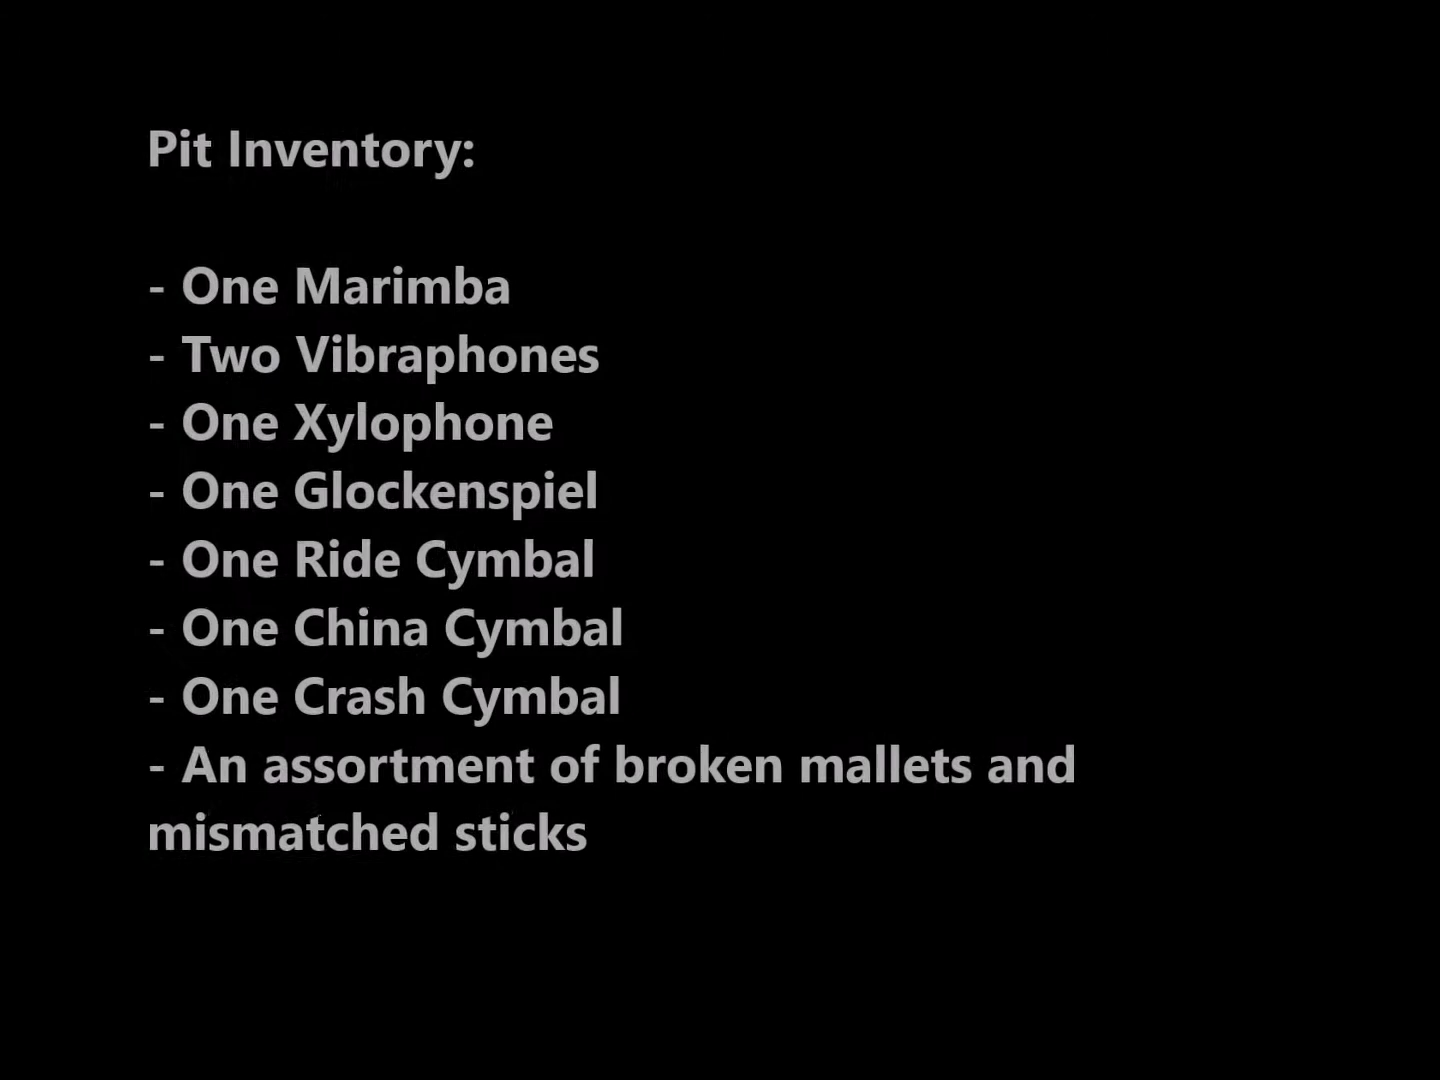 Pit Inventory:
- One Marimba
- Two Vibraphones
- One Xylophone
- One Glockenspiel
- One Ride Cymbal
- One China Cymbal
- One Crash Cymbal
- An assortment of broken mallets and
mismatched sticks